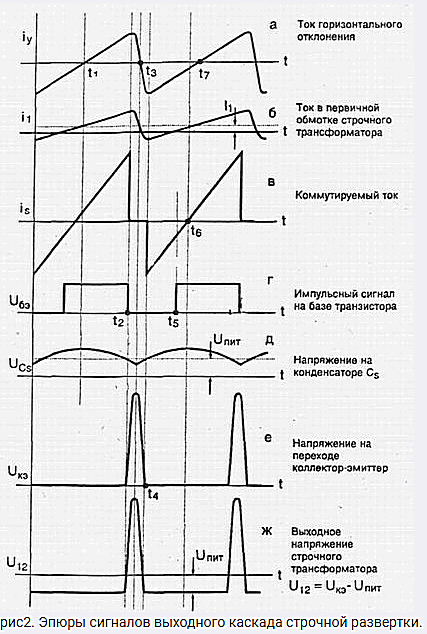 iу
a
Ток горизонтального
отклонения
t1
t3
t7
t
i1
I1
б
Ток в первичной
обмотке строчного
трансформатора
t
в
Коммутируемый ток
is
t6
t
г
Импульсный сигнал
на базе транзистора
Uбэ
t2
t5
t
д
Uпит
Напряжение на
конденсаторе Cs
UCs
t
е
Напряжение на
переходе
коллектор-эмиттер
Uкэ
t4
t
ж
Выходное
напряжение
строчного
трансформатора
U12
Uпит
t
U12 = Uкэ-Uпит
рис2. Эпюры сигналов выходного каскада строчной развертки.